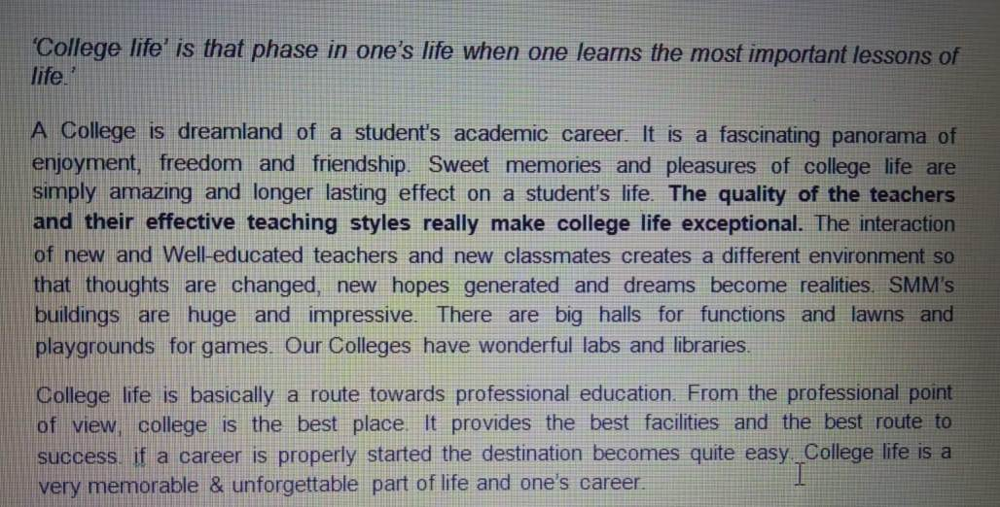 ‘College life’ is that phase in one’s life when one learns the most important lessons of
life.’
A College is dreamland of a student's academic career. It is a fascinating panorama of
enjoyment, freedom and friendship. Sweet memories and pleasures of college life are
simply amazing and longer lasting effect on a student's life. The quality of the teachers
and their effective teaching styles really make college life exceptional. The interaction
of new and Well-educated teachers and new classmates creates a different environment so
that thoughts are changed, new hopes generated and dreams become realities. SMM's
buildings are huge and impressive. There are big halls for functions and lawns and
playgrounds for games. Our Colleges have wonderful labs and libraries.
College life is basically a route towards professional education. From the professional point
of view, college is the best place. It provides the best facilities and the best route to
success. if a career is properly started the destination becomes quite easy. College life is a
very memorable & unforgettable part of life and one's career.